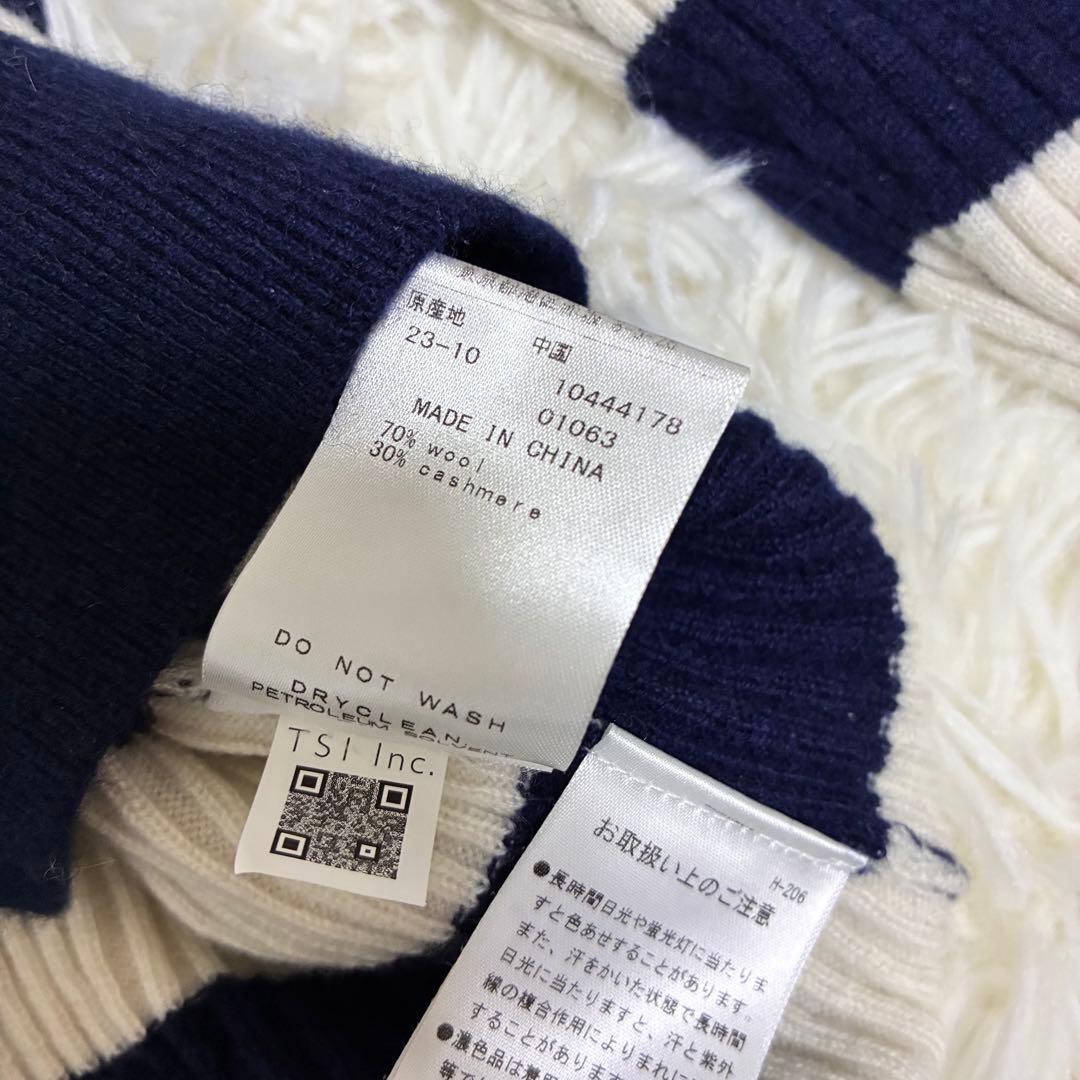 原産地 中国
23-10 10444178
01063
MADE IN CHINA
70% wool
30% cashmere
DO NOT WASH
DRYCLEAN,
PETROLEUM SOLVENT
TSI Inc.
お取扱い上のご注意 H-206
●長時間日光や蛍光灯に当たりま
すと色あせすることがあります。
また、汗をかいた状態で長時間
日光に当たりますと、汗と紫外
線の複合作用によりまれに
することがありま
●濃色品は着用
等で